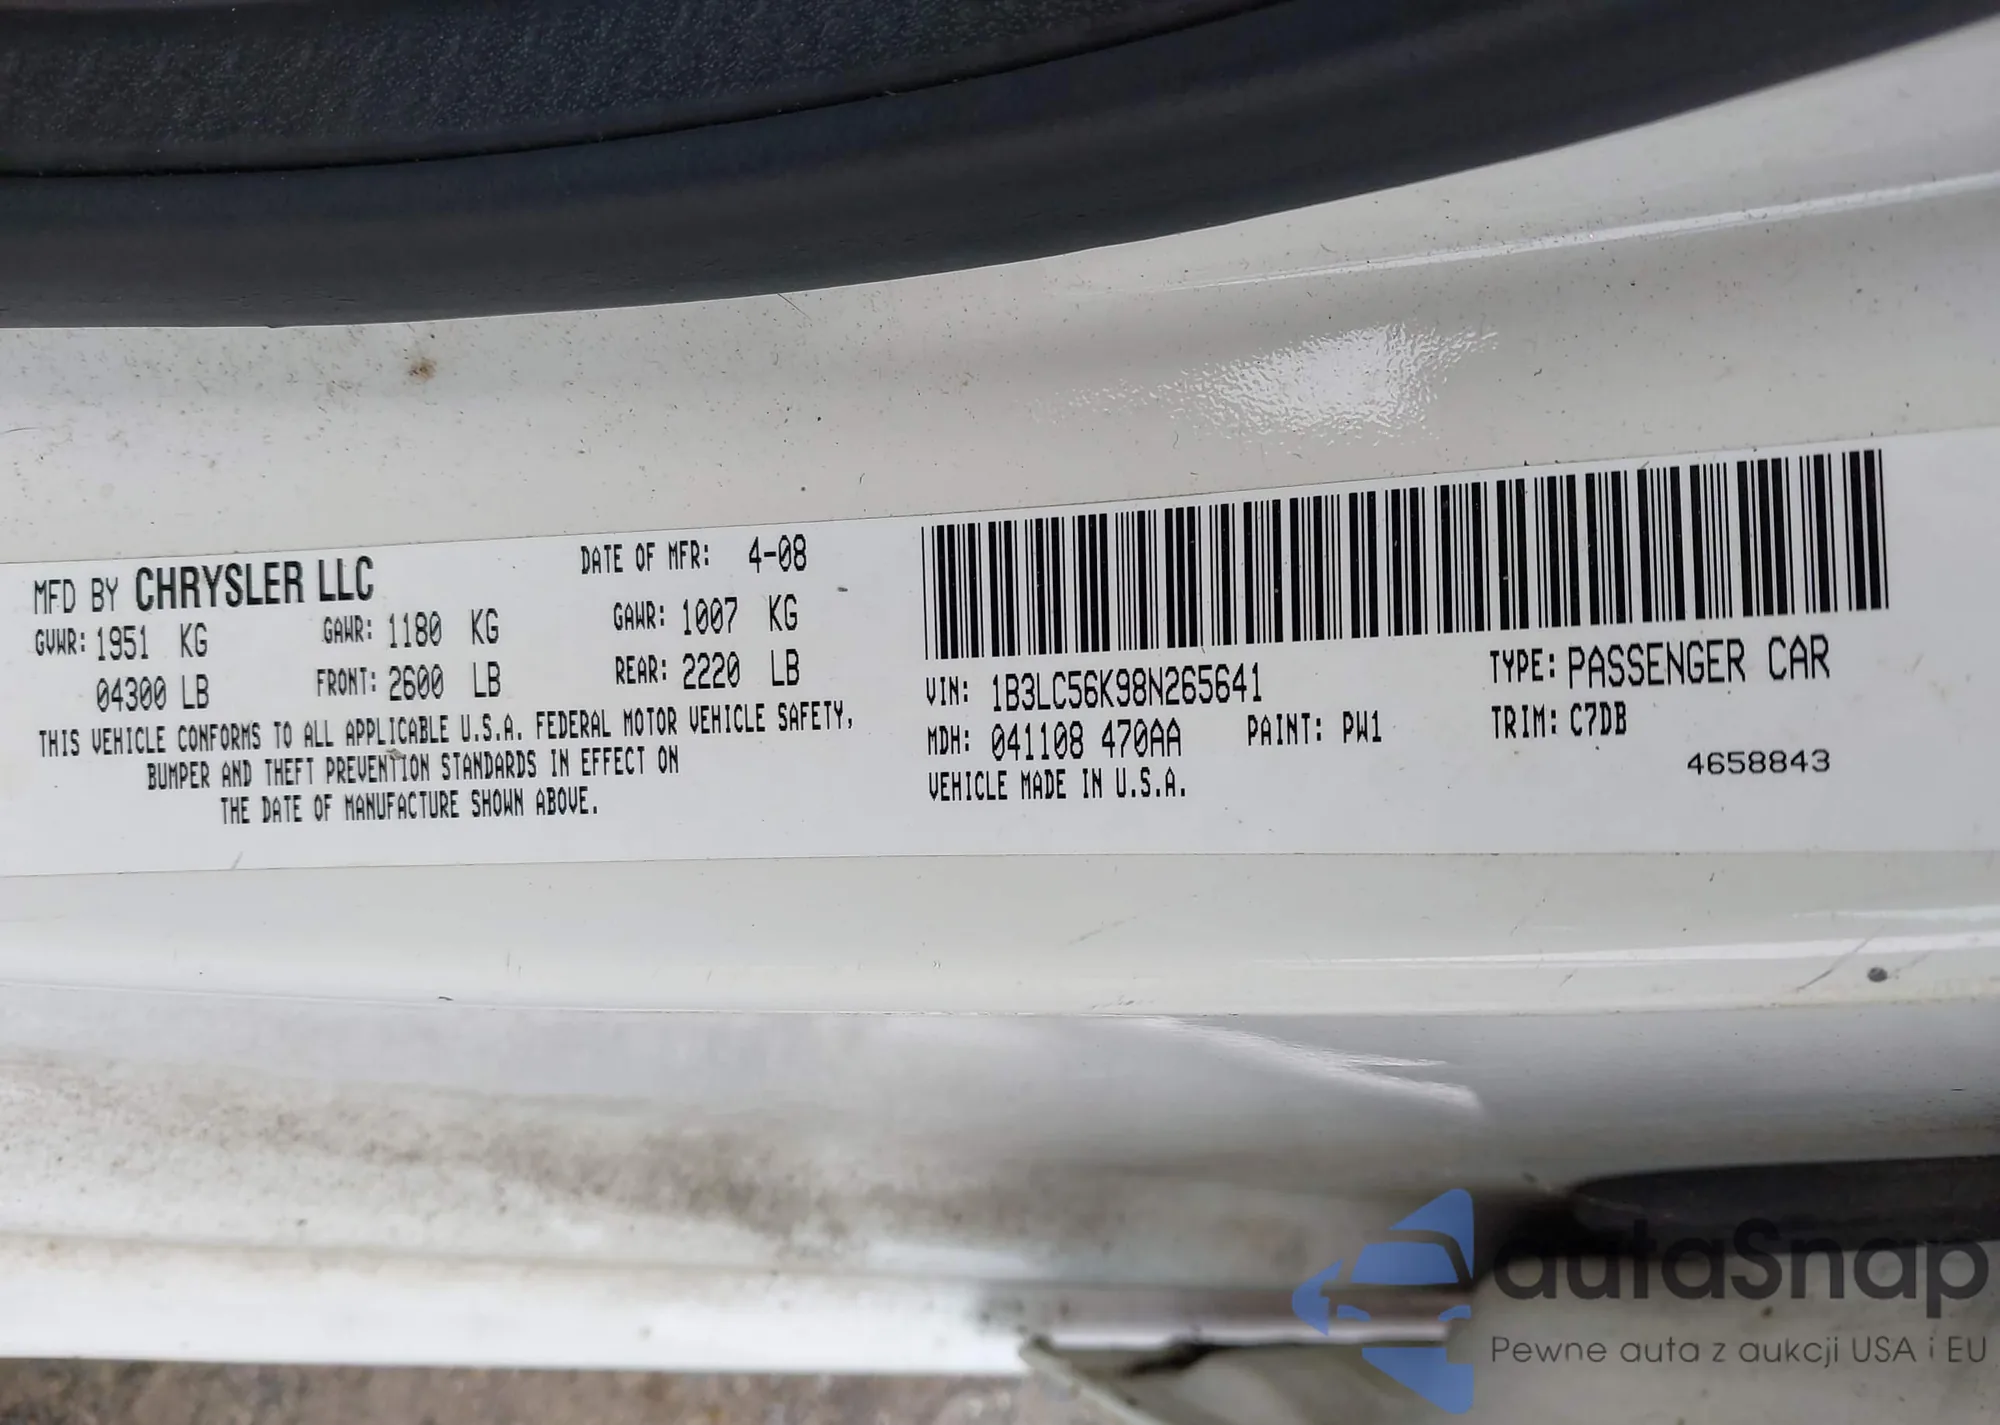 MFD BY CHRYSLER LLC DATE OF MFR: 4-08
GVWR: 1951 KG GAWR: 1180 KG GAWR: 1007 KG
04300 LB FRONT: 2600 LB REAR: 2220 LB
THIS VEHICLE CONFORMS TO ALL APPLICABLE U.S.A. FEDERAL MOTOR VEHICLE SAFETY,
BUMPER AND THEFT PREVENTION STANDARDS IN EFFECT ON
THE DATE OF MANUFACTURE SHOWN ABOVE.
VIN: 1B3LC56K98N265641 TYPE: PASSENGER CAR
MDH: 041108 470AA PAINT: PW1 TRIM: C7DB
VEHICLE MADE IN U.S.A. 4658843
autaSnap
Pewne auta z aukcji USA i EU